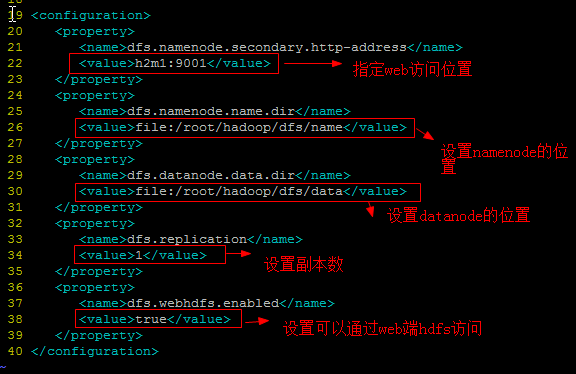 19 <configuration>
20 <property>
21 <name>dfs.namenode.secondary.http-address</name>
22 <value>h2m1:9001</value>
指定web访问位置
23 </property>
24 <property>
25 <name>dfs.namenode.name.dir</name>
26 <value>file:/root/hadoop/dfs/name</value>
设置namenode的位
置
27 </property>
28 <property>
29 <name>dfs.datanode.data.dir</name>
30 <value>file:/root/hadoop/dfs/data</value>
设置datanode的位置
31 </property>
32 <property>
33 <name>dfs.replication</name>
34 <value>1</value>
设置副本数
35 </property>
36 <property>
37 <name>dfs.webhdfs.enabled</name>
38 <value>true</value>
设置可以通过web端hdfs访问
39 </property>
40 </configuration>
~